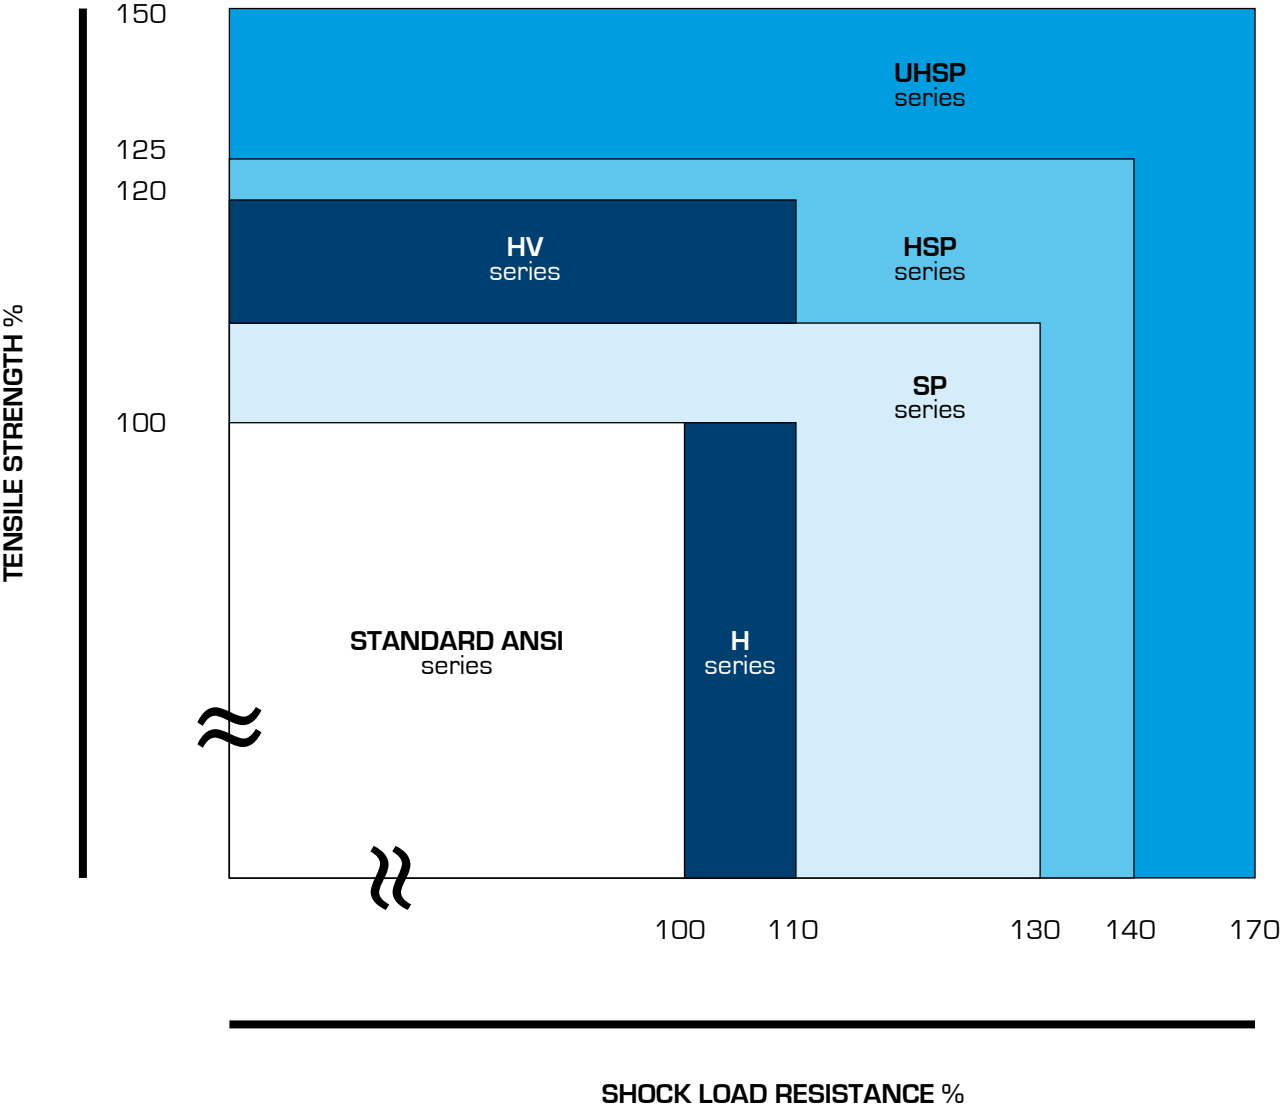 150
UHSP
series
125
120
HV
series
HSP
series
SP
series
100
TENSILE STRENGTH %
STANDARD ANSI
series
H
series
100
110
130
140
170
SHOCK LOAD RESISTANCE %